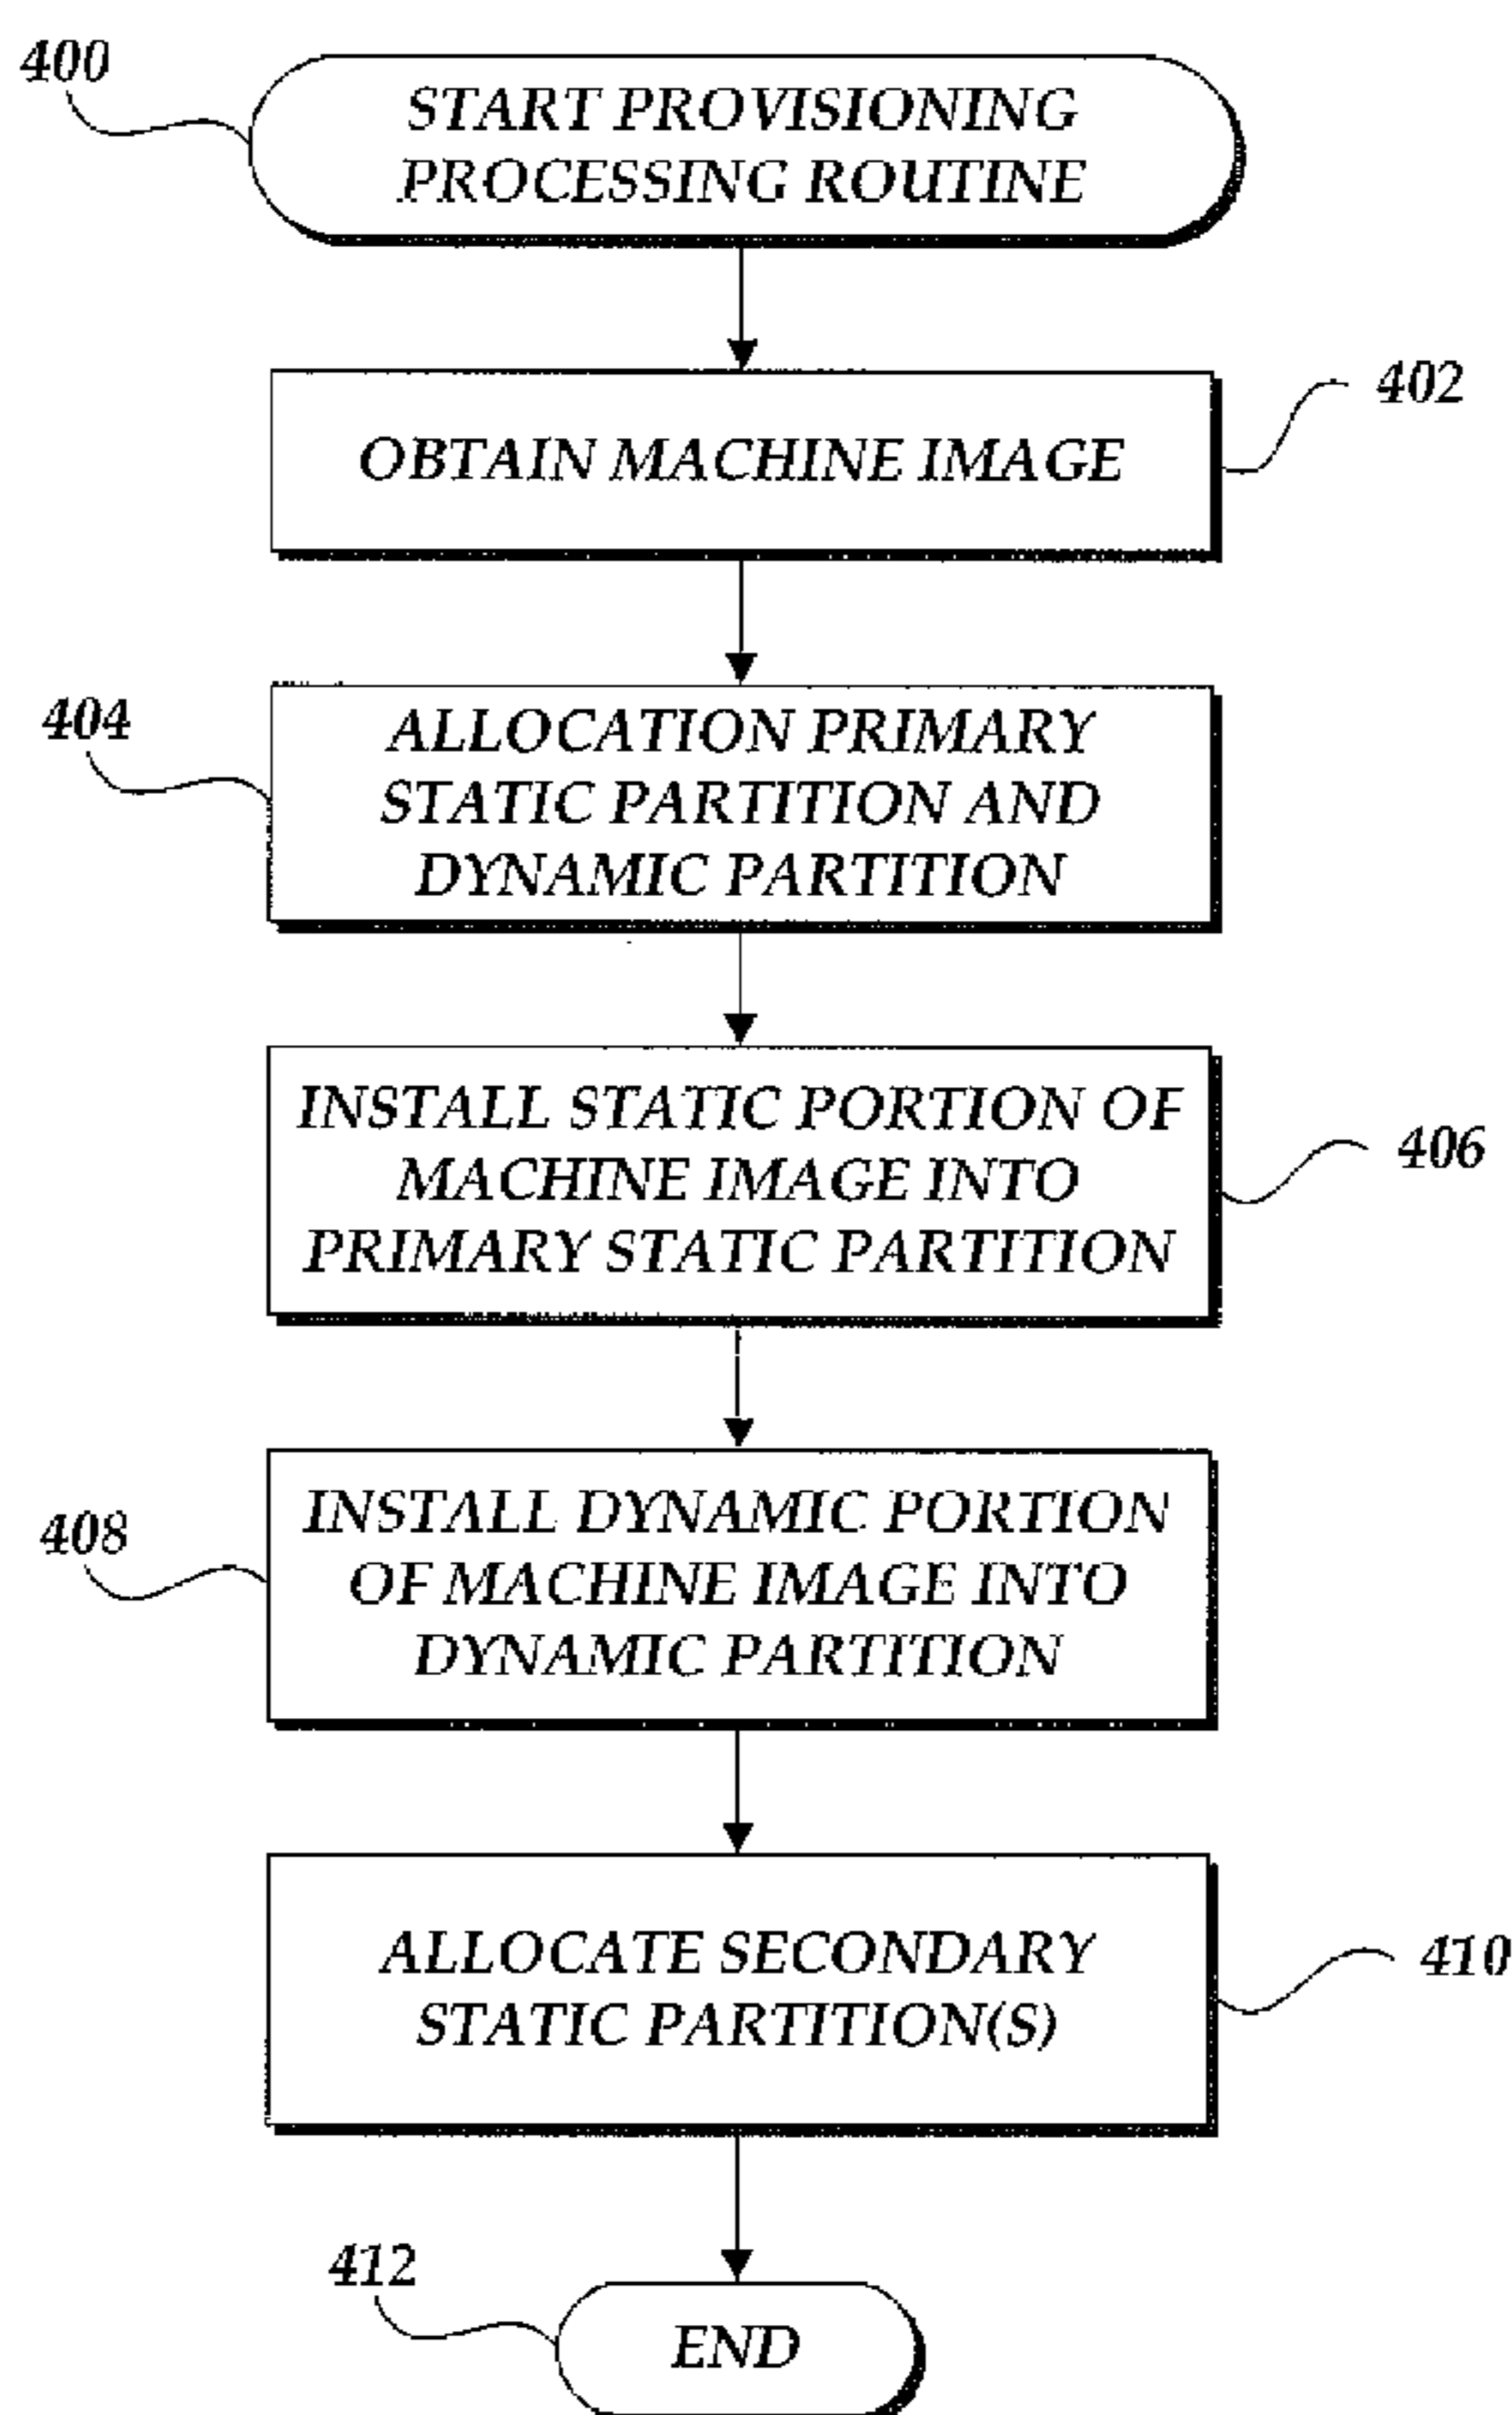 400
START PROVISIONING
PROCESSING ROUTINE
402
OBTAIN MACHINE IMAGE
404
ALLOCATION PRIMARY
STATIC PARTITION AND
DYNAMIC PARTITION
406
INSTALL STATIC PORTION OF
MACHINE IMAGE INTO
PRIMARY STATIC PARTITION
408
INSTALL DYNAMIC PORTION
OF MACHINE IMAGE INTO
DYNAMIC PARTITION
410
ALLOCATE SECONDARY
STATIC PARTITION(S)
412
END